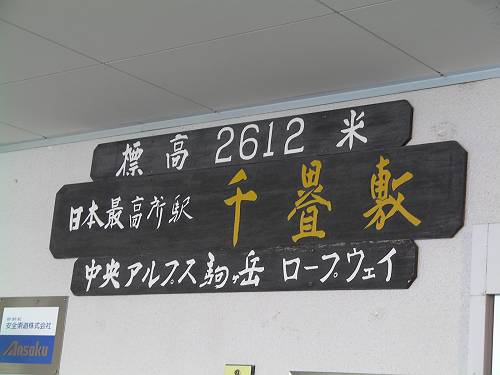 標高 2612 米
日本最高所駅 千畳敷
中央アルプス駒ヶ岳 ロープウェイ
安全索道株式会社
Ansaku